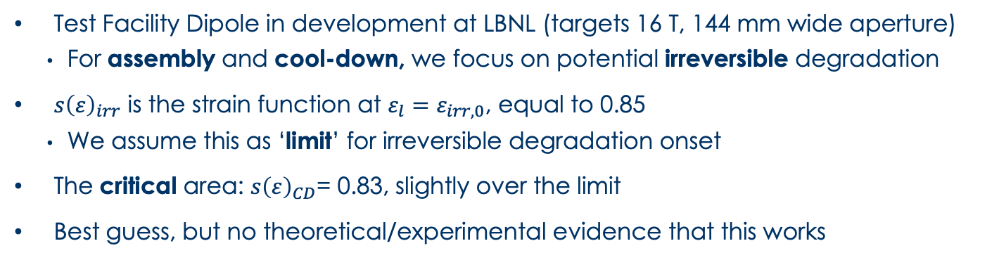 • Test Facility Dipole in development at LBNL (targets 16 T, 144 mm wide aperture)
• For assembly and cool-down, we focus on potential irreversible degradation
• s(ε)irr is the strain function at εl = εirr,0, equal to 0.85
• We assume this as ‘limit’ for irreversible degradation onset
• The critical area: s(ε)CD= 0.83, slightly over the limit
• Best guess, but no theoretical/experimental evidence that this works